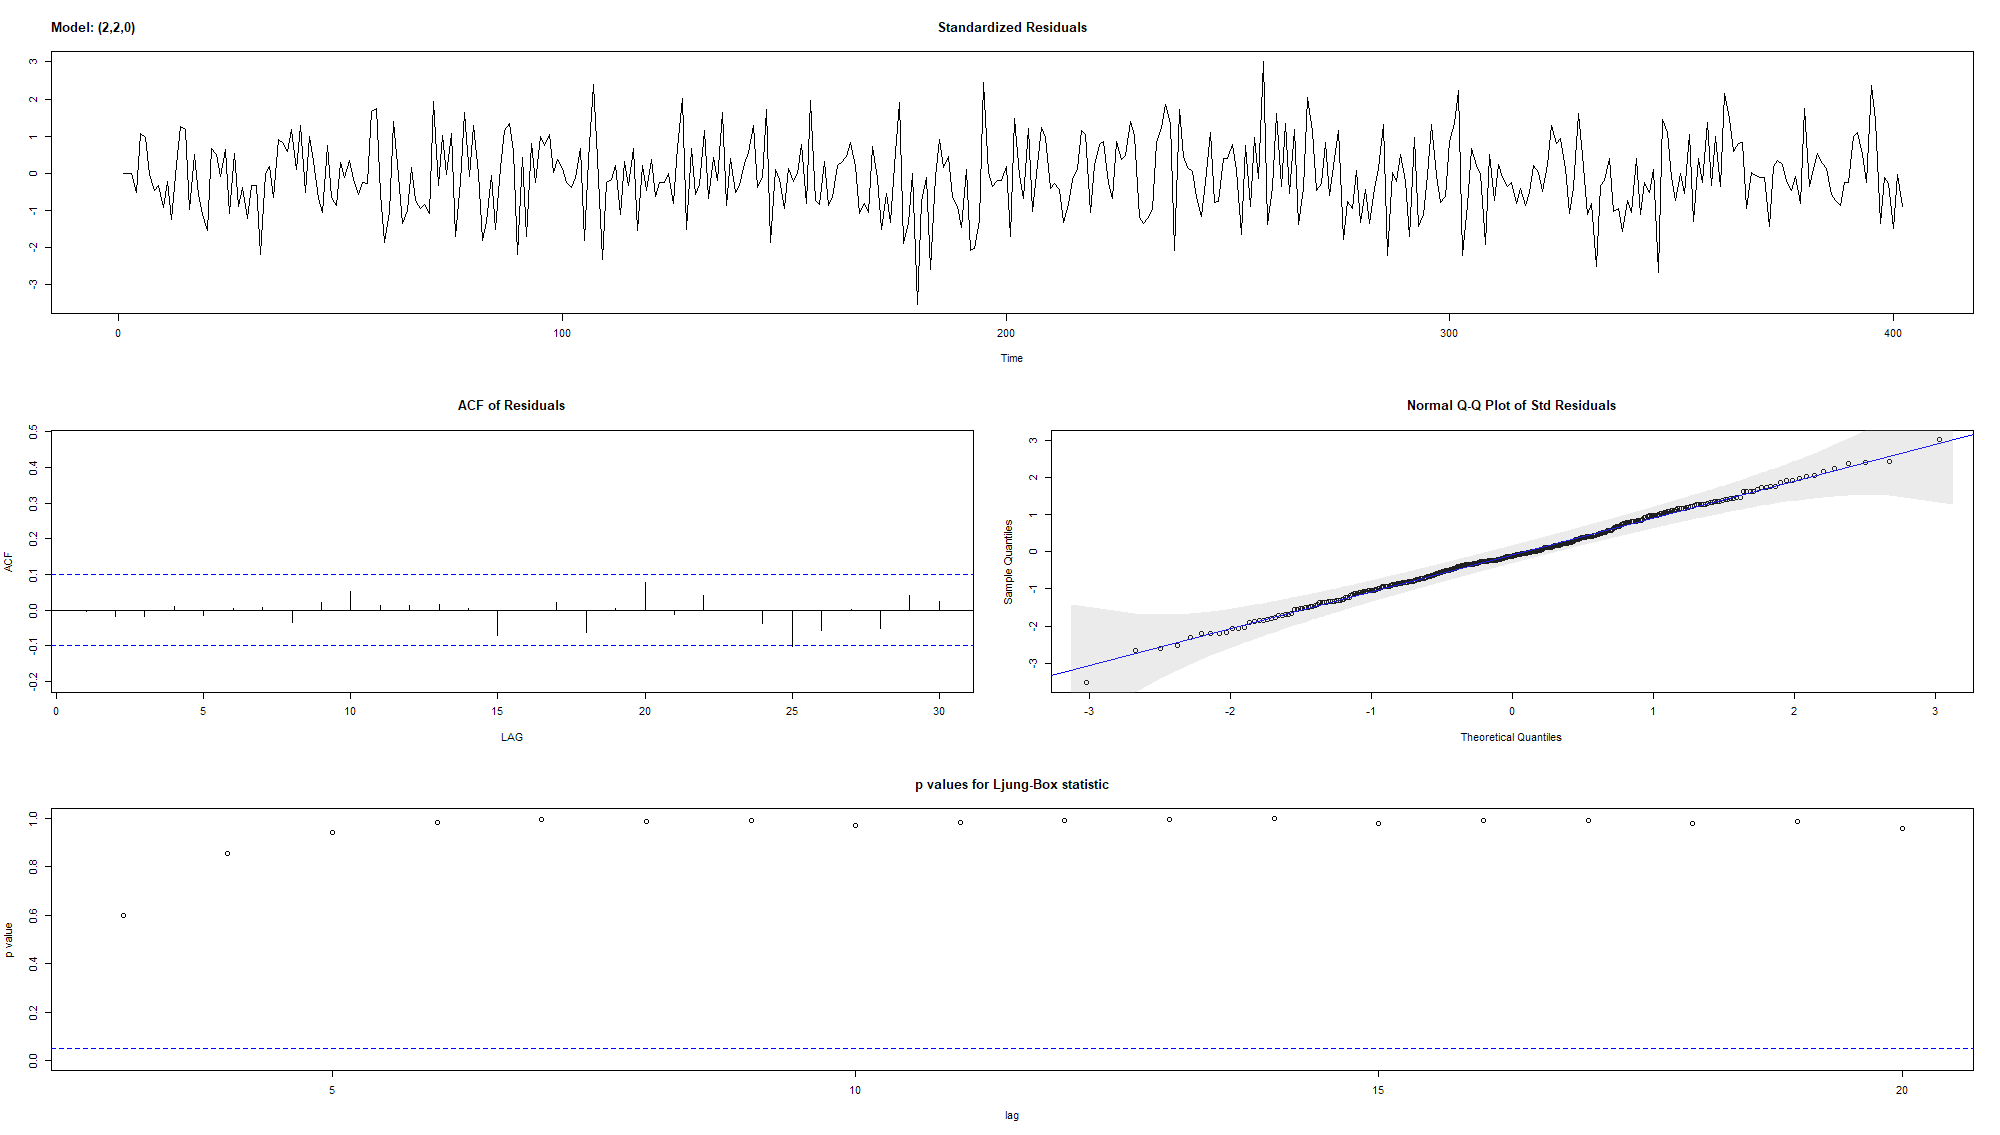 Model: (2,2,0)
Standardized Residuals
3
2
1
0
-1
-2
-3
0 100 200 300 400
Time
ACF of Residuals
ACF
0.5
0.4
0.3
0.2
0.1
0.0
-0.1
-0.2
0 5 10 15 20 25 30
LAG
Normal Q-Q Plot of Std Residuals
Sample Quantiles
3
2
1
0
-1
-2
-3
-3 -2 -1 0 1 2 3
Theoretical Quantiles
p values for Ljung-Box statistic
p value
1.0
0.8
0.6
0.4
0.2
0.0
5 10 15 20
lag